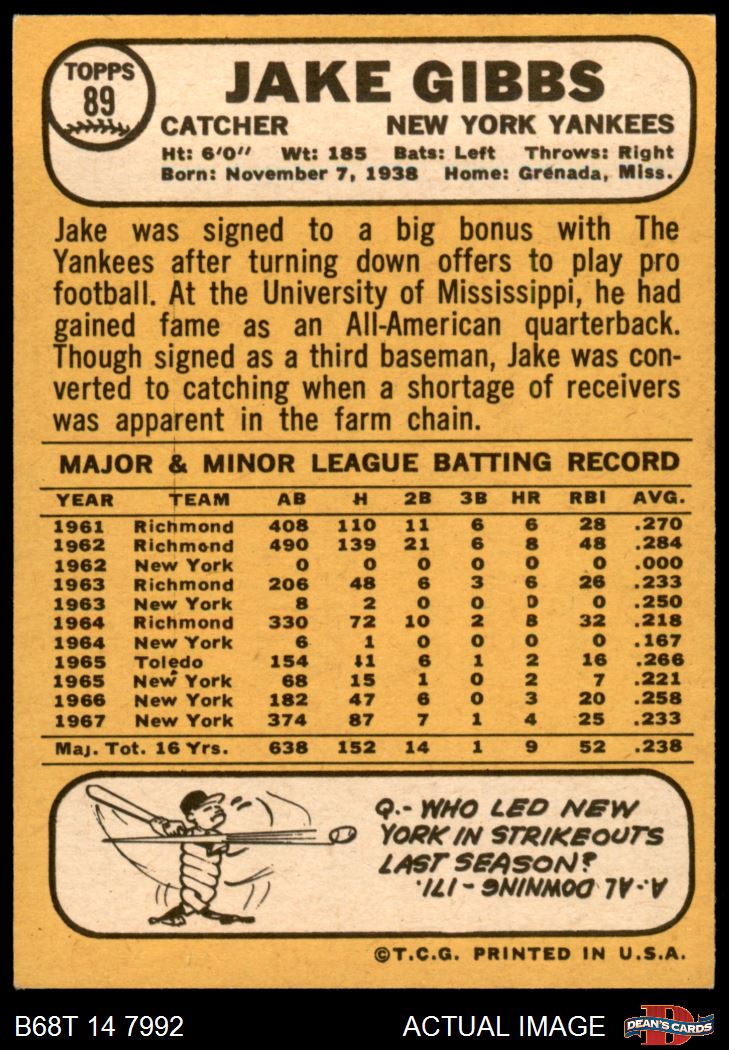 TOPPS
89
JAKE GIBBS
CATCHER NEW YORK YANKEES
Ht: 6'0" Wt: 185 Bats: Left Throws: Right
Born: November 7, 1938 Home: Grenada, Miss.
Jake was signed to a big bonus with The
Yankees after turning down offers to play pro
football. At the University of Mississippi, he had
gained fame as an All-American quarterback.
Though signed as a third baseman, Jake was con-
verted to catching when a shortage of receivers
was apparent in the farm chain.
MAJOR & MINOR LEAGUE BATTING RECORD
YEAR TEAM AB H 2B 3B HR RBI AVG.
1961 Richmond 408 110 11 6 6 28 .270
1962 Richmond 490 139 21 6 8 48 .284
1962 New York 0 0 0 0 0 0 .000
1963 Richmond 206 48 6 3 6 26 .233
1963 New York 8 2 0 0 0 0 .250
1964 Richmond 330 72 10 2 8 32 .218
1964 New York 6 1 0 0 0 0 .167
1965 Toledo 154 41 6 1 2 16 .266
1965 New York 68 15 1 0 2 7 .221
1966 New York 182 47 6 0 3 20 .258
1967 New York 374 87 7 1 4 25 .233
Maj. Tot. 16 Yrs. 638 152 14 1 9 52 .238
Q.- WHO LED NEW
YORK IN STRIKEOUTS
LAST SEASON?
A.- AL DOWNING - 171.
©T.C.G. PRINTED IN U.S.A.
B68T 14 7992 ACTUAL IMAGE
D
DEAN'S CARDS